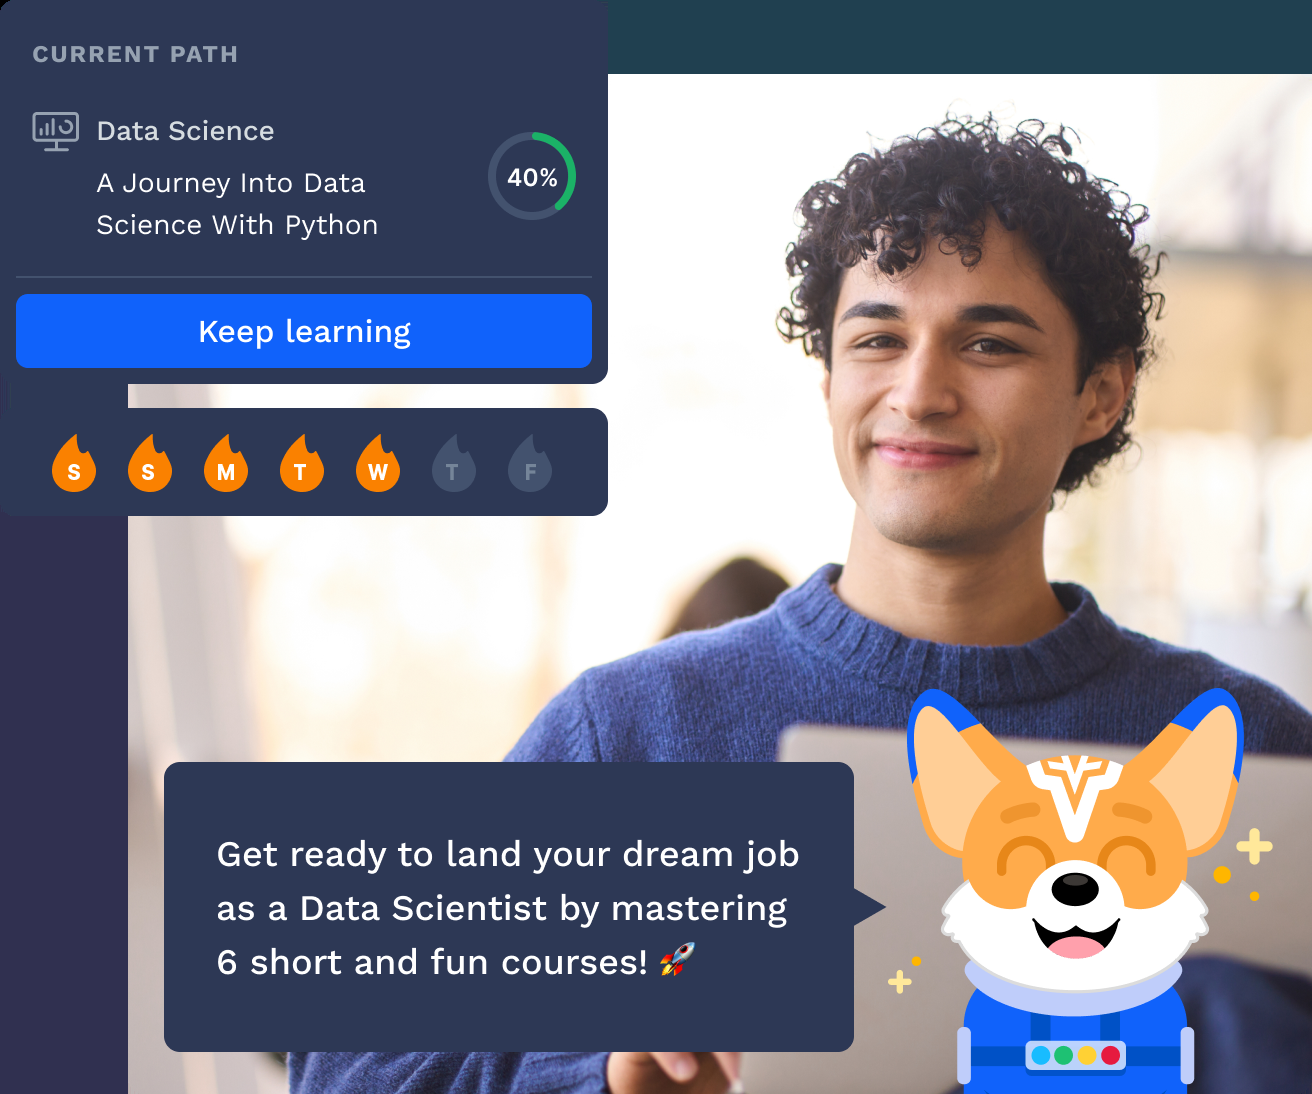 CURRENT PATH
Data Science
A Journey Into Data
Science With Python
40%
Keep learning
S S M T W T F
Get ready to land your dream job
as a Data Scientist by mastering
6 short and fun courses! 🚀